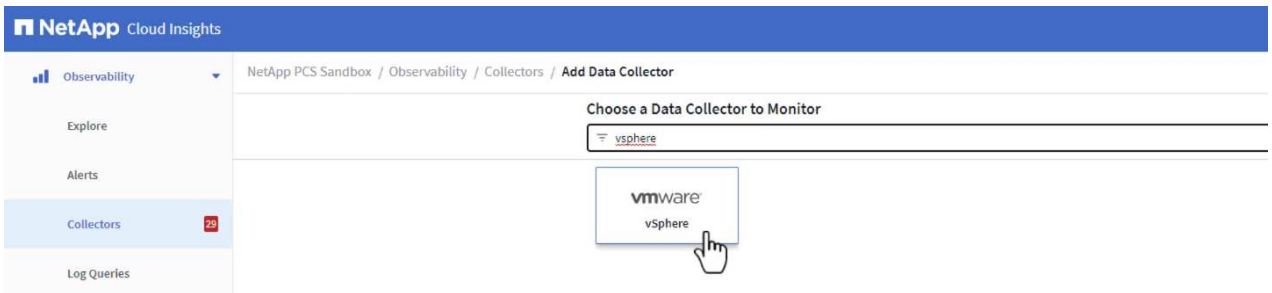 NetApp Cloud Insights
Observability
NetApp PCS Sandbox / Observability / Collectors / Add Data Collector
Choose a Data Collector to Monitor
Explore
vsphere
Alerts
vmware
Collectors 29
vSphere
Log Queries